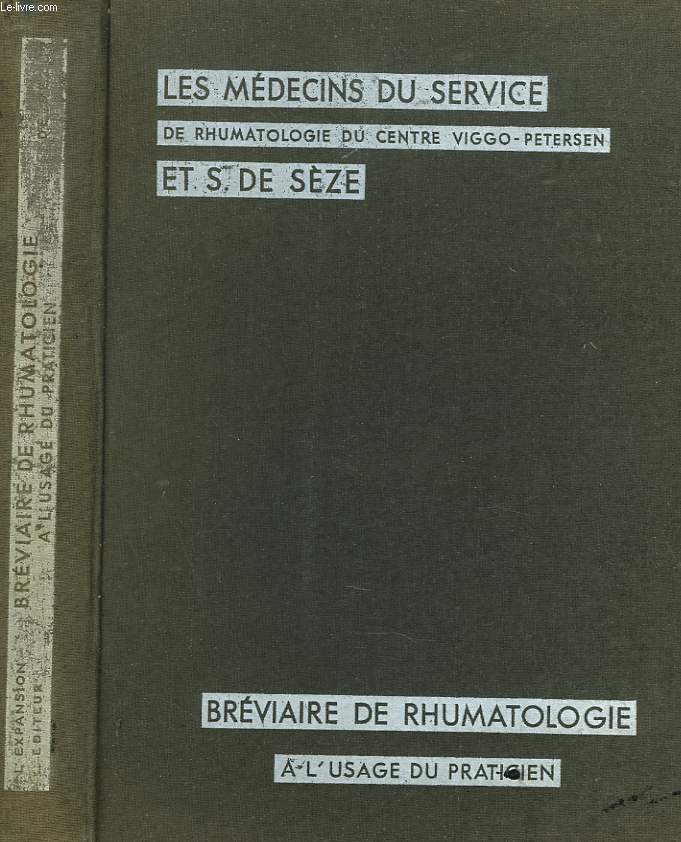 Le-livre.com
LES MÉDECINS DU SERVICE
DE RHUMATOLOGIE DU CENTRE VIGGO-PETERSEN
ET S. DE SÈZE
BRÉVIAIRE DE RHUMATOLOGIE
A L'USAGE DU PRATICIEN
BRÉVIAIRE DE RHUMATOLOGIE
A L'USAGE DU PRATICIEN
L'EXPANSION
EDITEUR